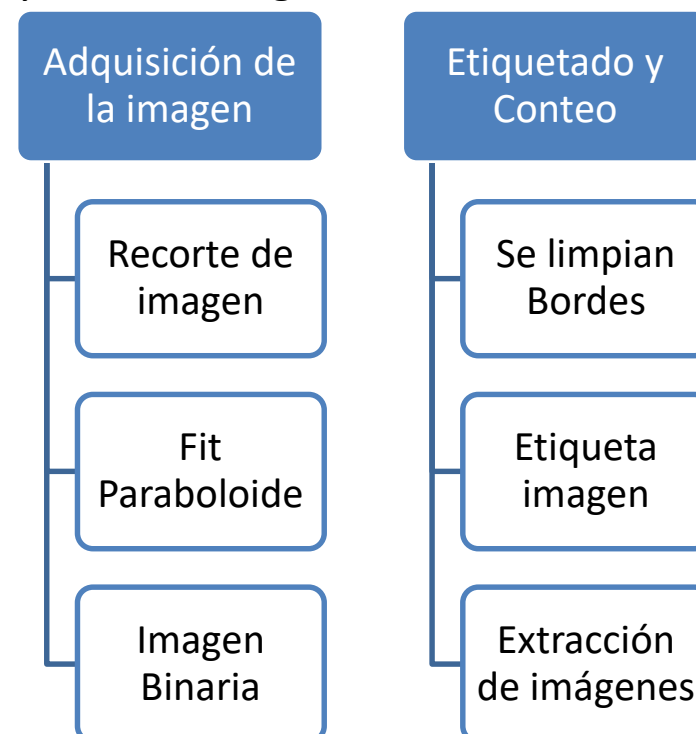 Adquisición de
la imagen
Recorte de
imagen
Fit
Paraboloide
Imagen
Binaria
Etiquetado y
Conteo
Se limpian
Bordes
Etiqueta
imagen
Extracción
de imágenes